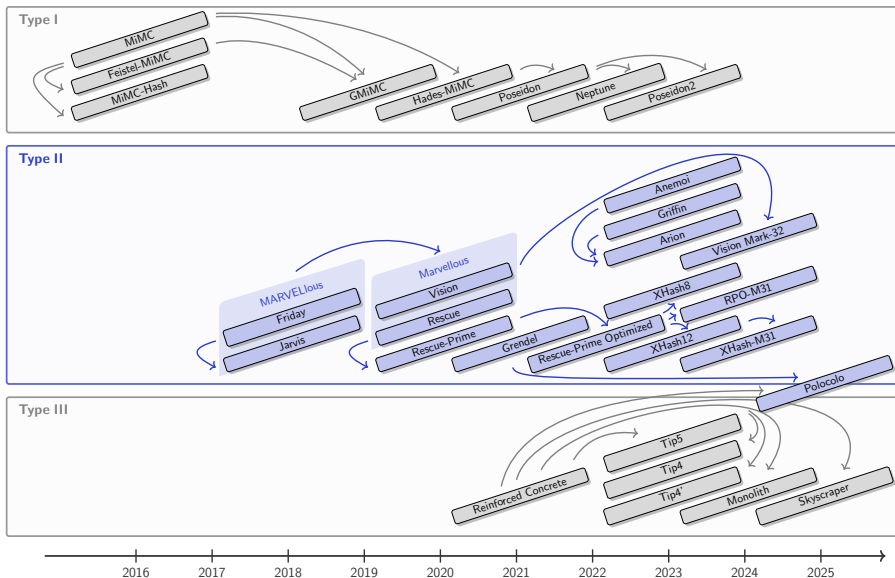 Type I
MiMC
Feistel-MiMC
MiMC-Hash
GMiMC
Hades-MiMC
Poseidon
Neptune
Poseidon2
Type II
MARVELlous
Friday
Jarvis
Marvellous
Vision
Rescue
Rescue-Prime
Grendel
Rescue-Prime Optimized
Anemoi
Griffin
Arion
Vision Mark-32
XHash8
RPO-M31
XHash12
XHash-M31
Polocolo
Type III
Reinforced Concrete
Tip5
Tip4
Tip4'
Monolith
Skyscraper
2016 2017 2018 2019 2020 2021 2022 2023 2024 2025